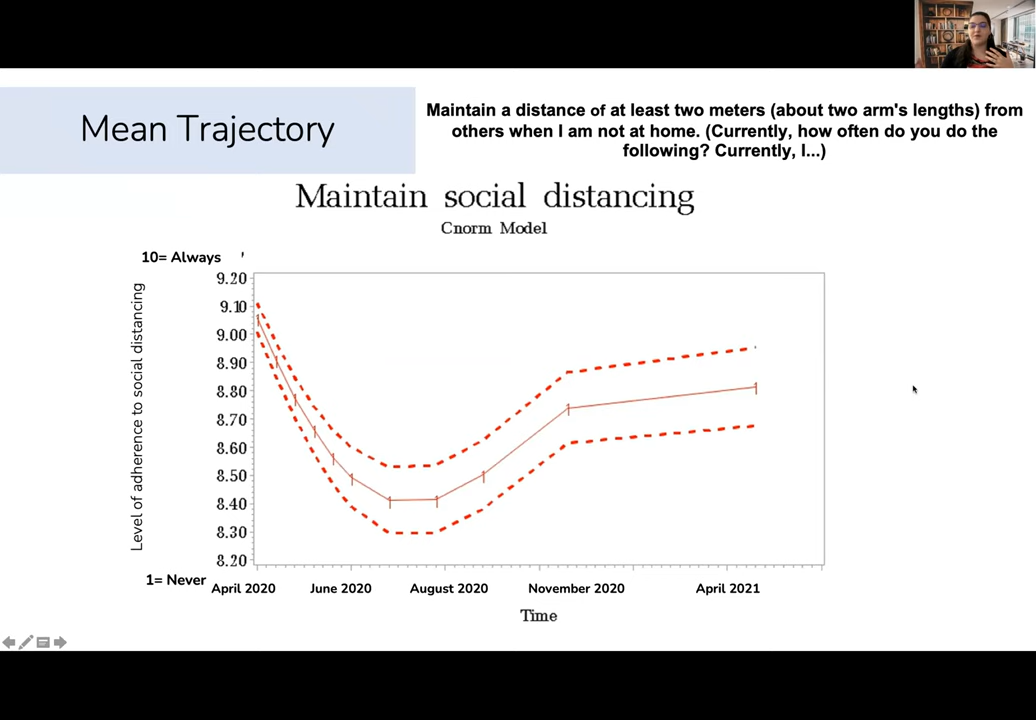 Mean Trajectory
Maintain a distance of at least two meters (about two arm's lengths) from
others when I am not at home. (Currently, how often do you do the
following? Currently, I...)
Maintain social distancing
Cnorm Model
10= Always
Level of adherence to social distancing
9.20
9.10
9.00
8.90
8.80
8.70
8.60
8.50
8.40
8.30
8.20
1= Never
April 2020
June 2020
August 2020
November 2020
April 2021
Time